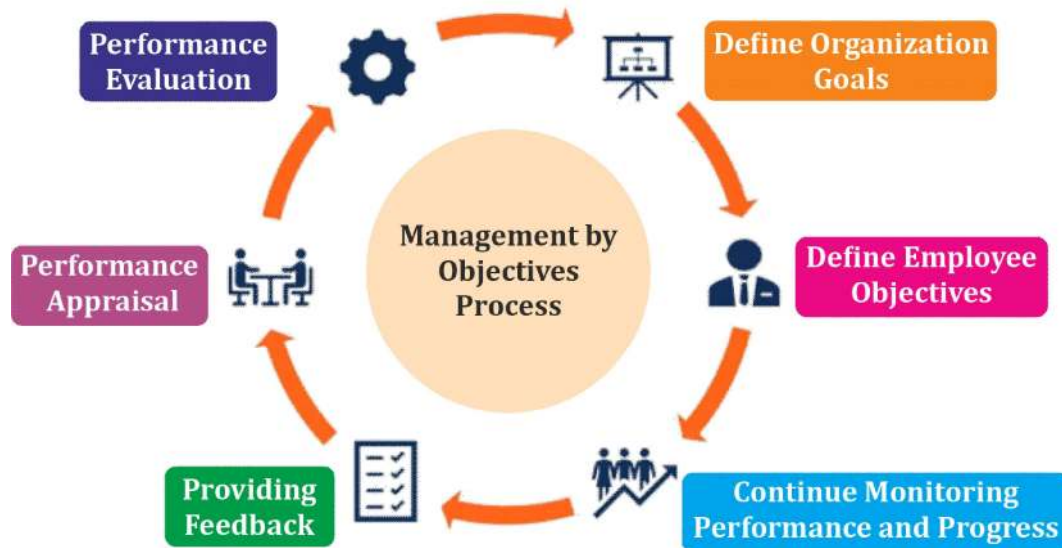 Performance
Evaluation
Define Organization
Goals
Management by
Objectives
Process
Performance
Appraisal
Define Employee
Objectives
Providing
Feedback
Continue Monitoring
Performance and Progress